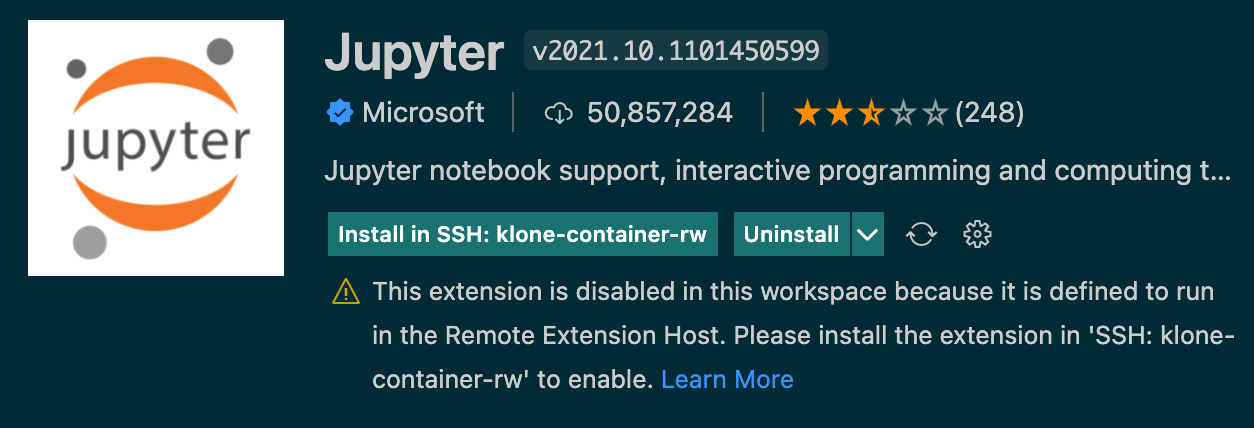 jupyter
Jupyter v2021.10.1101450599
Microsoft 50,857,284 (248)
Jupyter notebook support, interactive programming and computing t...
Install in SSH: klone-container-rw Uninstall
This extension is disabled in this workspace because it is defined to run
in the Remote Extension Host. Please install the extension in 'SSH: klone-
container-rw' to enable. Learn More